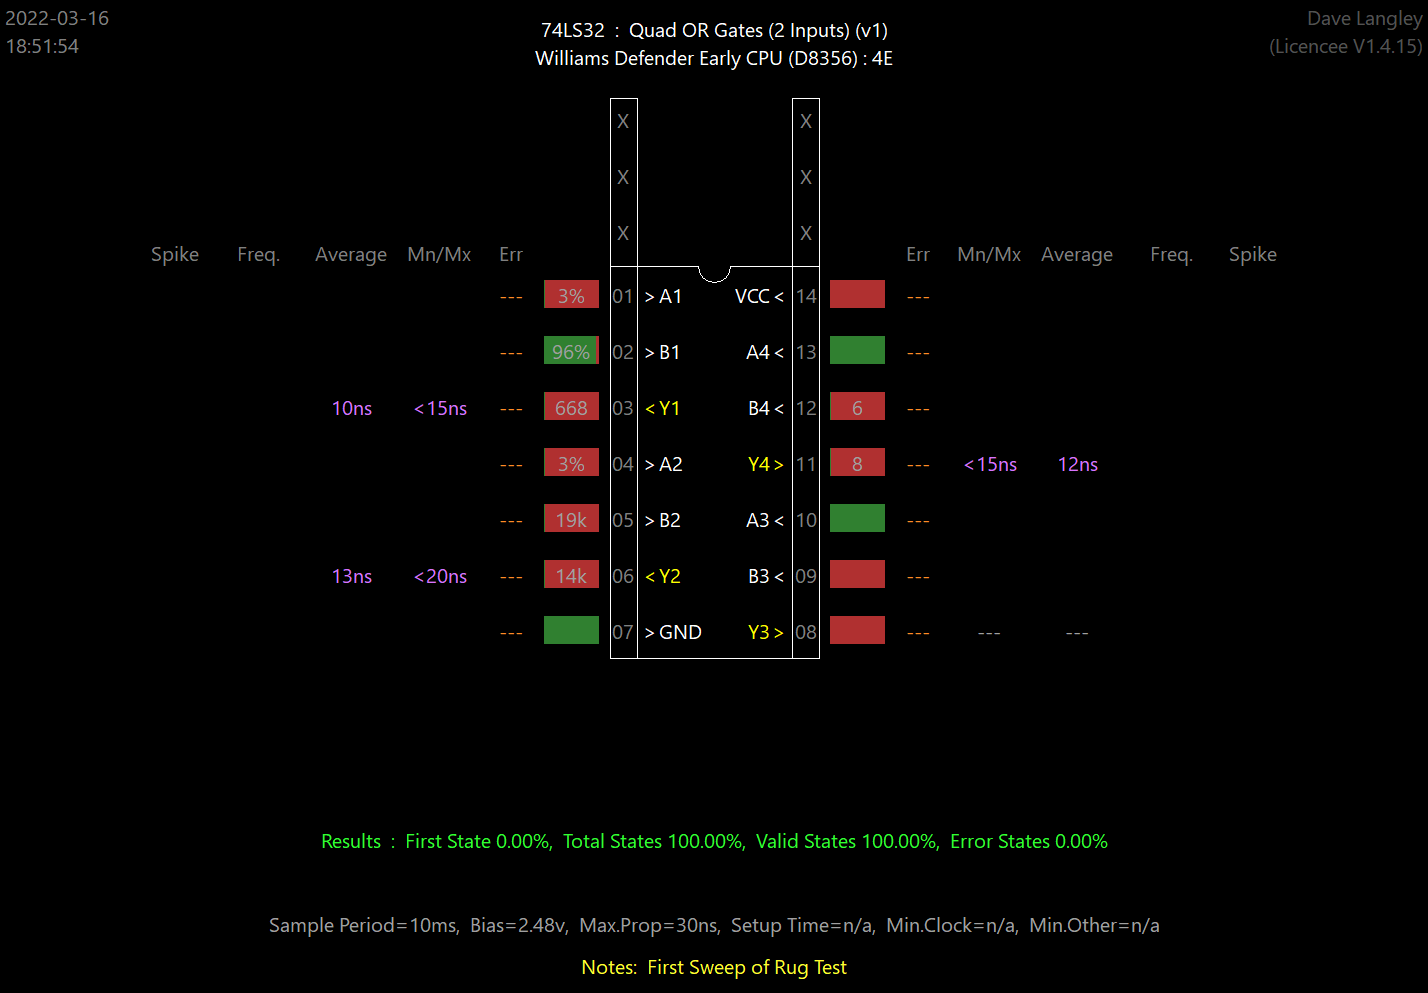 2022-03-16
18:51:54
74LS32 : Quad OR Gates (2 Inputs) (v1)
Williams Defender Early CPU (D8356) : 4E
Dave Langley
(Licencee V1.4.15)
X X
X X
X X
Spike Freq. Average Mn/Mx Err Err Mn/Mx Average Freq. Spike
--- 3% 01 >A1 VCC< 14 ---
--- 96% 02 >B1 A4< 13 ---
10ns <15ns --- 668 03 <Y1 B4< 12 6 ---
--- 3% 04 >A2 Y4> 11 8 --- <15ns 12ns
--- 19k 05 >B2 A3< 10 ---
13ns <20ns --- 14k 06 <Y2 B3< 09 ---
--- 07 >GND Y3> 08 --- --- ---
Results : First State 0.00%, Total States 100.00%, Valid States 100.00%, Error States 0.00%
Sample Period=10ms, Bias=2.48v, Max.Prop=30ns, Setup Time=n/a, Min.Clock=n/a, Min.Other=n/a
Notes: First Sweep of Rug Test